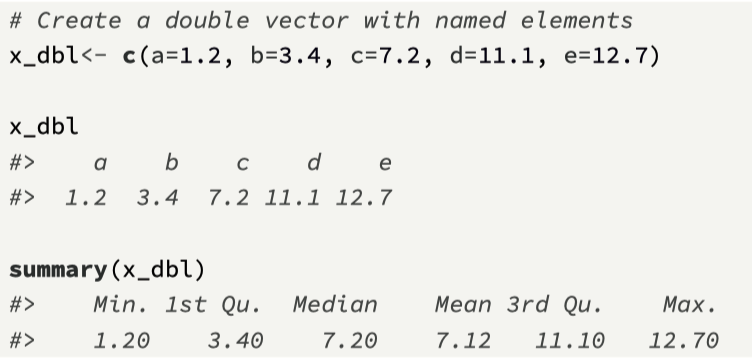 # Create a double vector with named elements
x_dbl<- c(a=1.2, b=3.4, c=7.2, d=11.1, e=12.7)
x_dbl
#>    a    b    c    d    e
#>  1.2  3.4  7.2 11.1 12.7
summary(x_dbl)
#>    Min. 1st Qu.  Median    Mean 3rd Qu.    Max.
#>    1.20    3.40    7.20    7.12   11.10   12.70